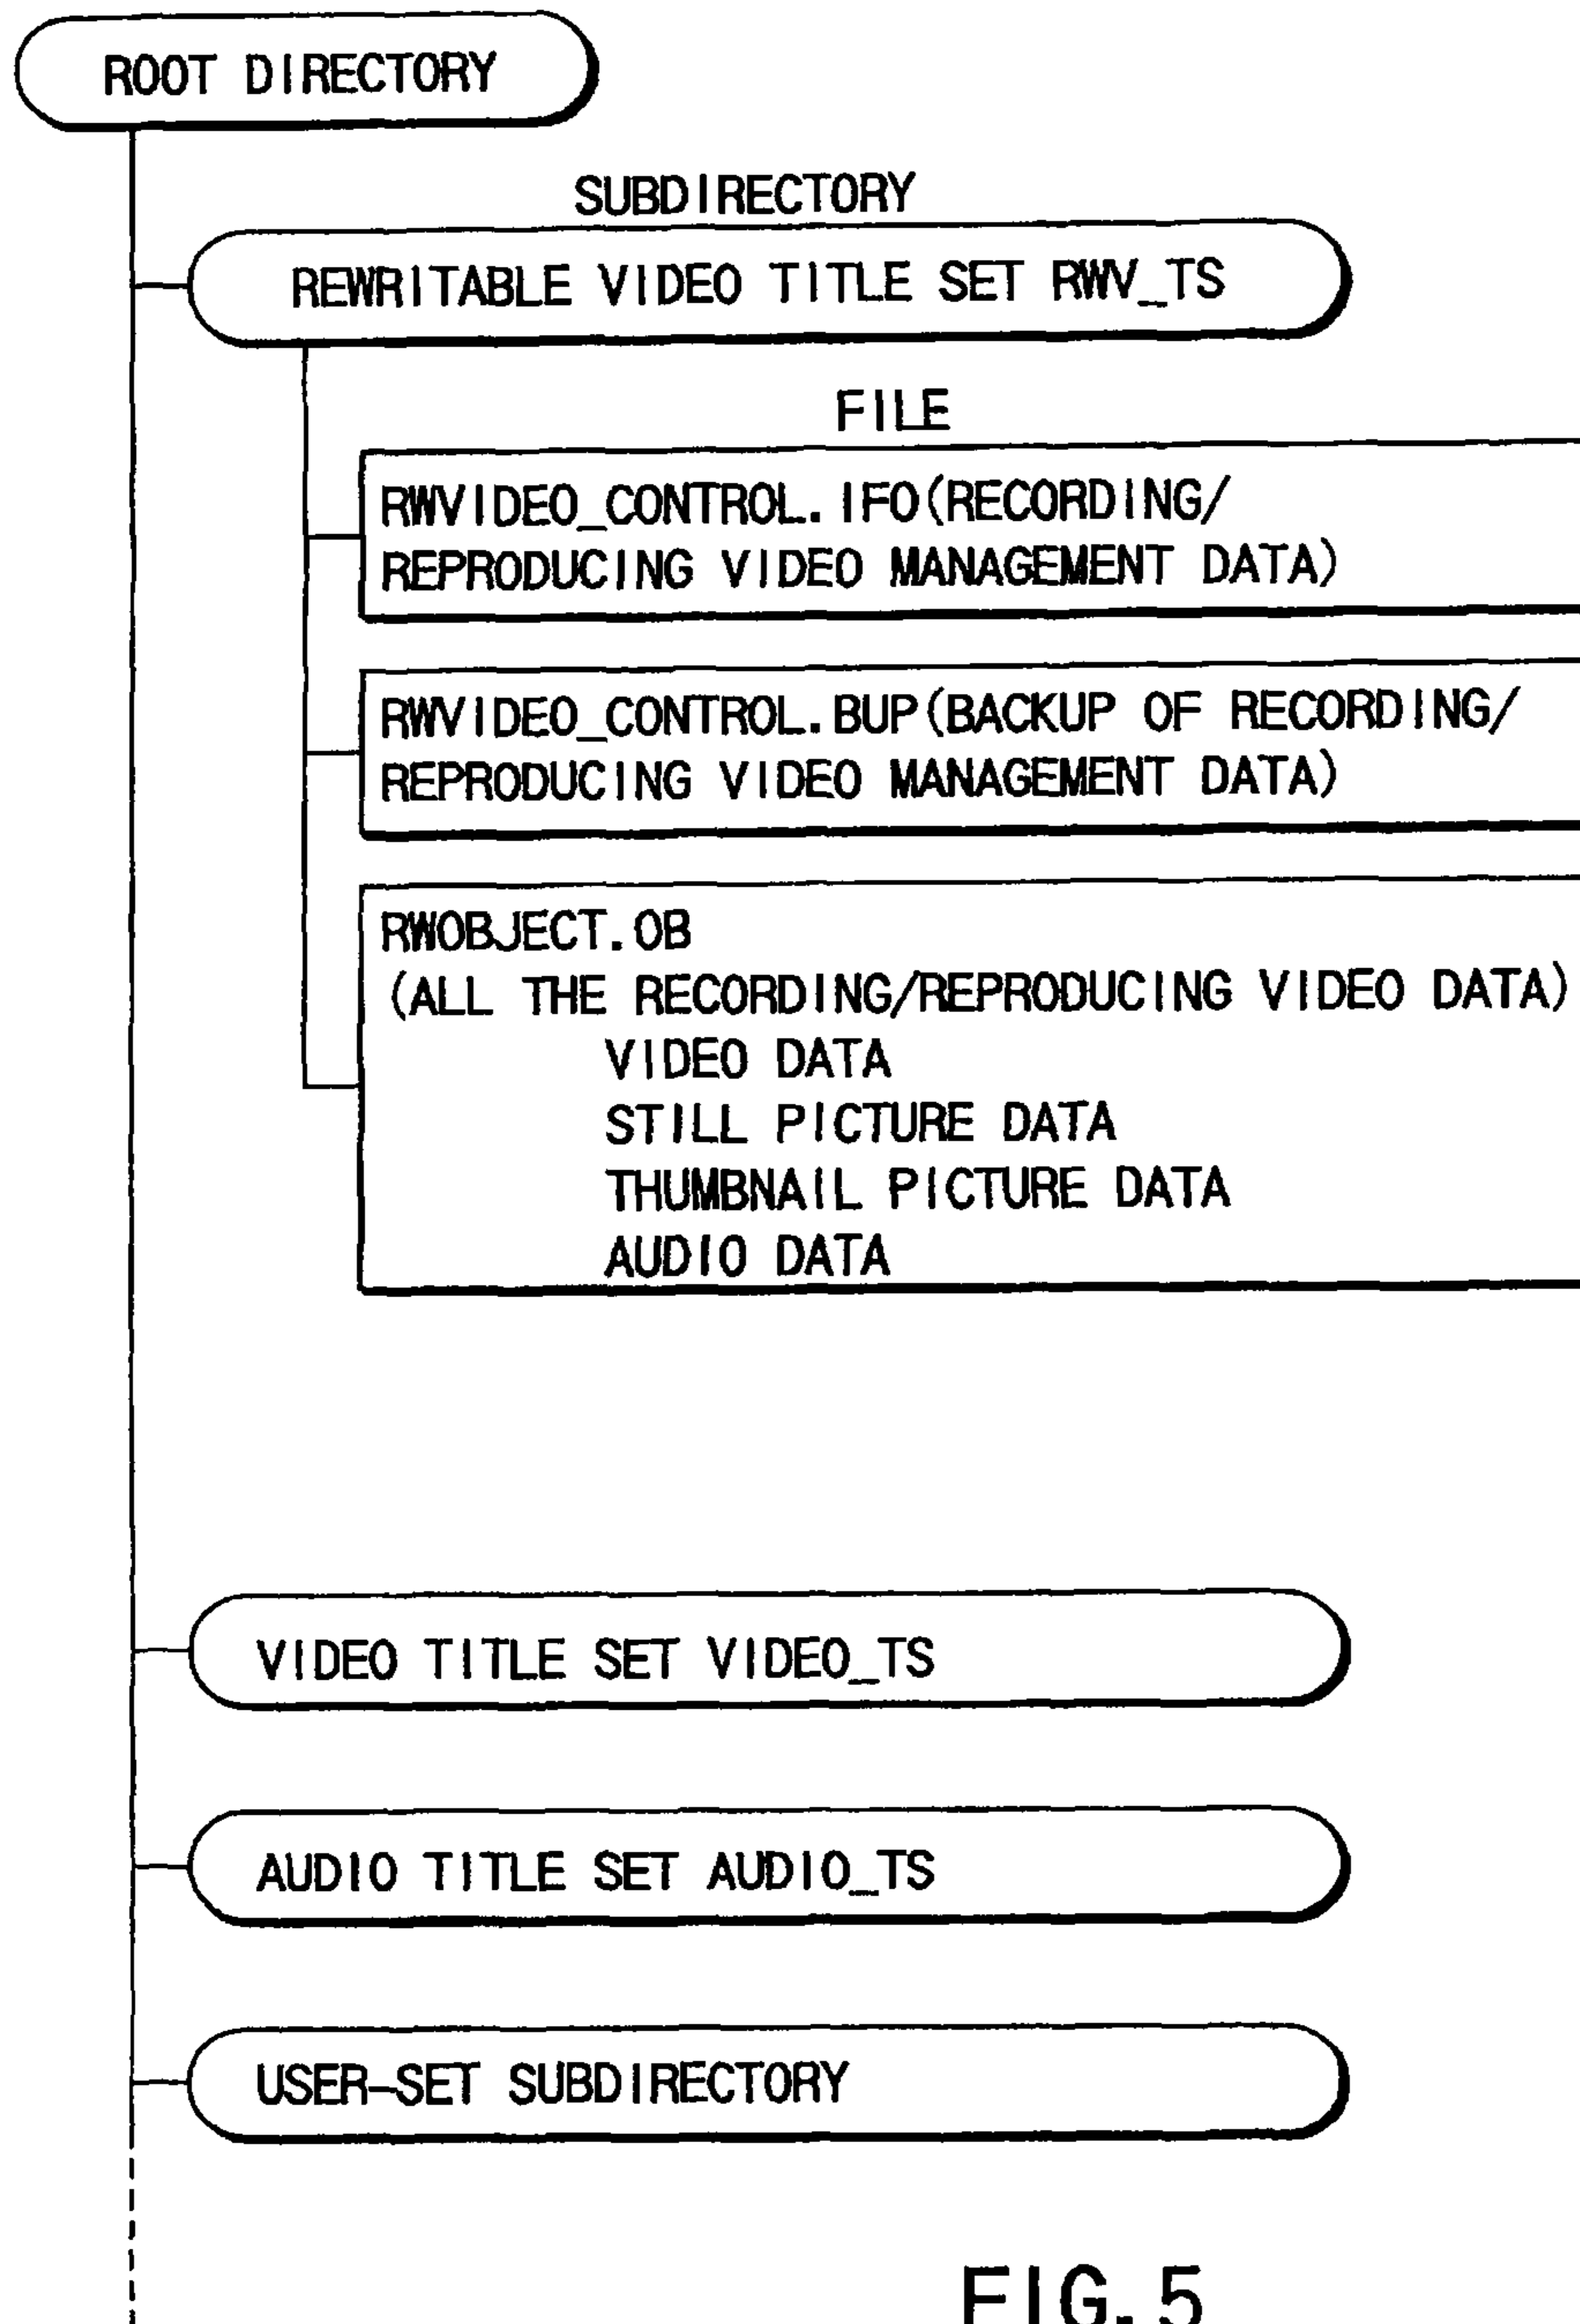 ROOT DIRECTORY
SUBDIRECTORY
REWRITABLE VIDEO TITLE SET RWV_TS
FILE
RWVIDEO_CONTROL.IFO(RECORDING/
REPRODUCING VIDEO MANAGEMENT DATA)
RWVIDEO_CONTROL.BUP(BACKUP OF RECORDING/
REPRODUCING VIDEO MANAGEMENT DATA)
RWOBJECT.OB
(ALL THE RECORDING/REPRODUCING VIDEO DATA)
VIDEO DATA
STILL PICTURE DATA
THUMBNAIL PICTURE DATA
AUDIO DATA
VIDEO TITLE SET VIDEO_TS
AUDIO TITLE SET AUDIO_TS
USER-SET SUBDIRECTORY
FIG.5